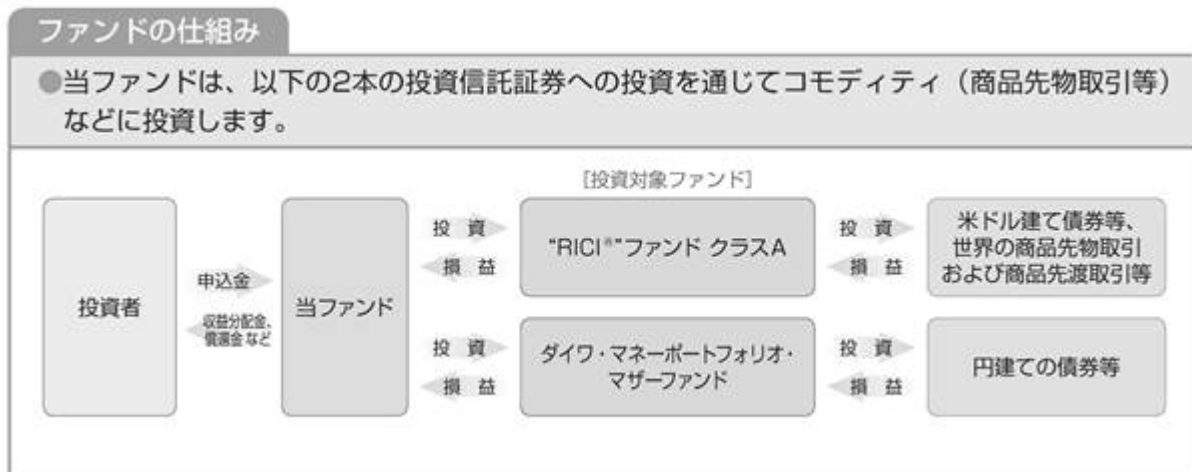 ファンドの仕組み
●当ファンドは、以下の2本の投資信託証券への投資を通じてコモディティ（商品先物取引等）
などに投資します。
[投資対象ファンド]
投資者
申込金
収益分配金、
償還金 など
当ファンド
投 資
損 益
"RICI®"ファンド クラスA
投 資
損 益
米ドル建て債券等、
世界の商品先物取引
および商品先渡取引等
投 資
損 益
ダイワ・マネーポートフォリオ・
マザーファンド
投 資
損 益
円建ての債券等